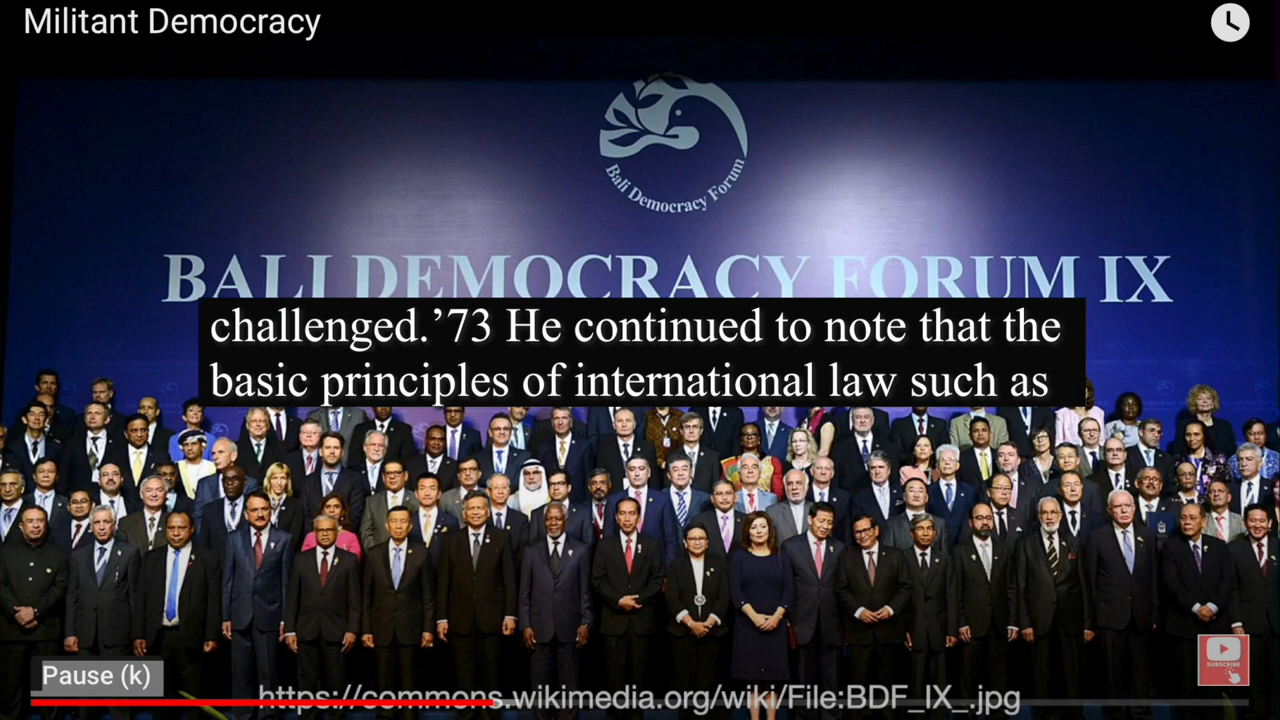 Militant Democracy
Bali Democracy Forum
BALI DEMOCRACY FORUM IX
challenged.’73 He continued to note that the
basic principles of international law such as
SUBSCRIBE
Pause (k)
https://commons.wikimedia.org/wiki/File:BDF_IX_.jpg